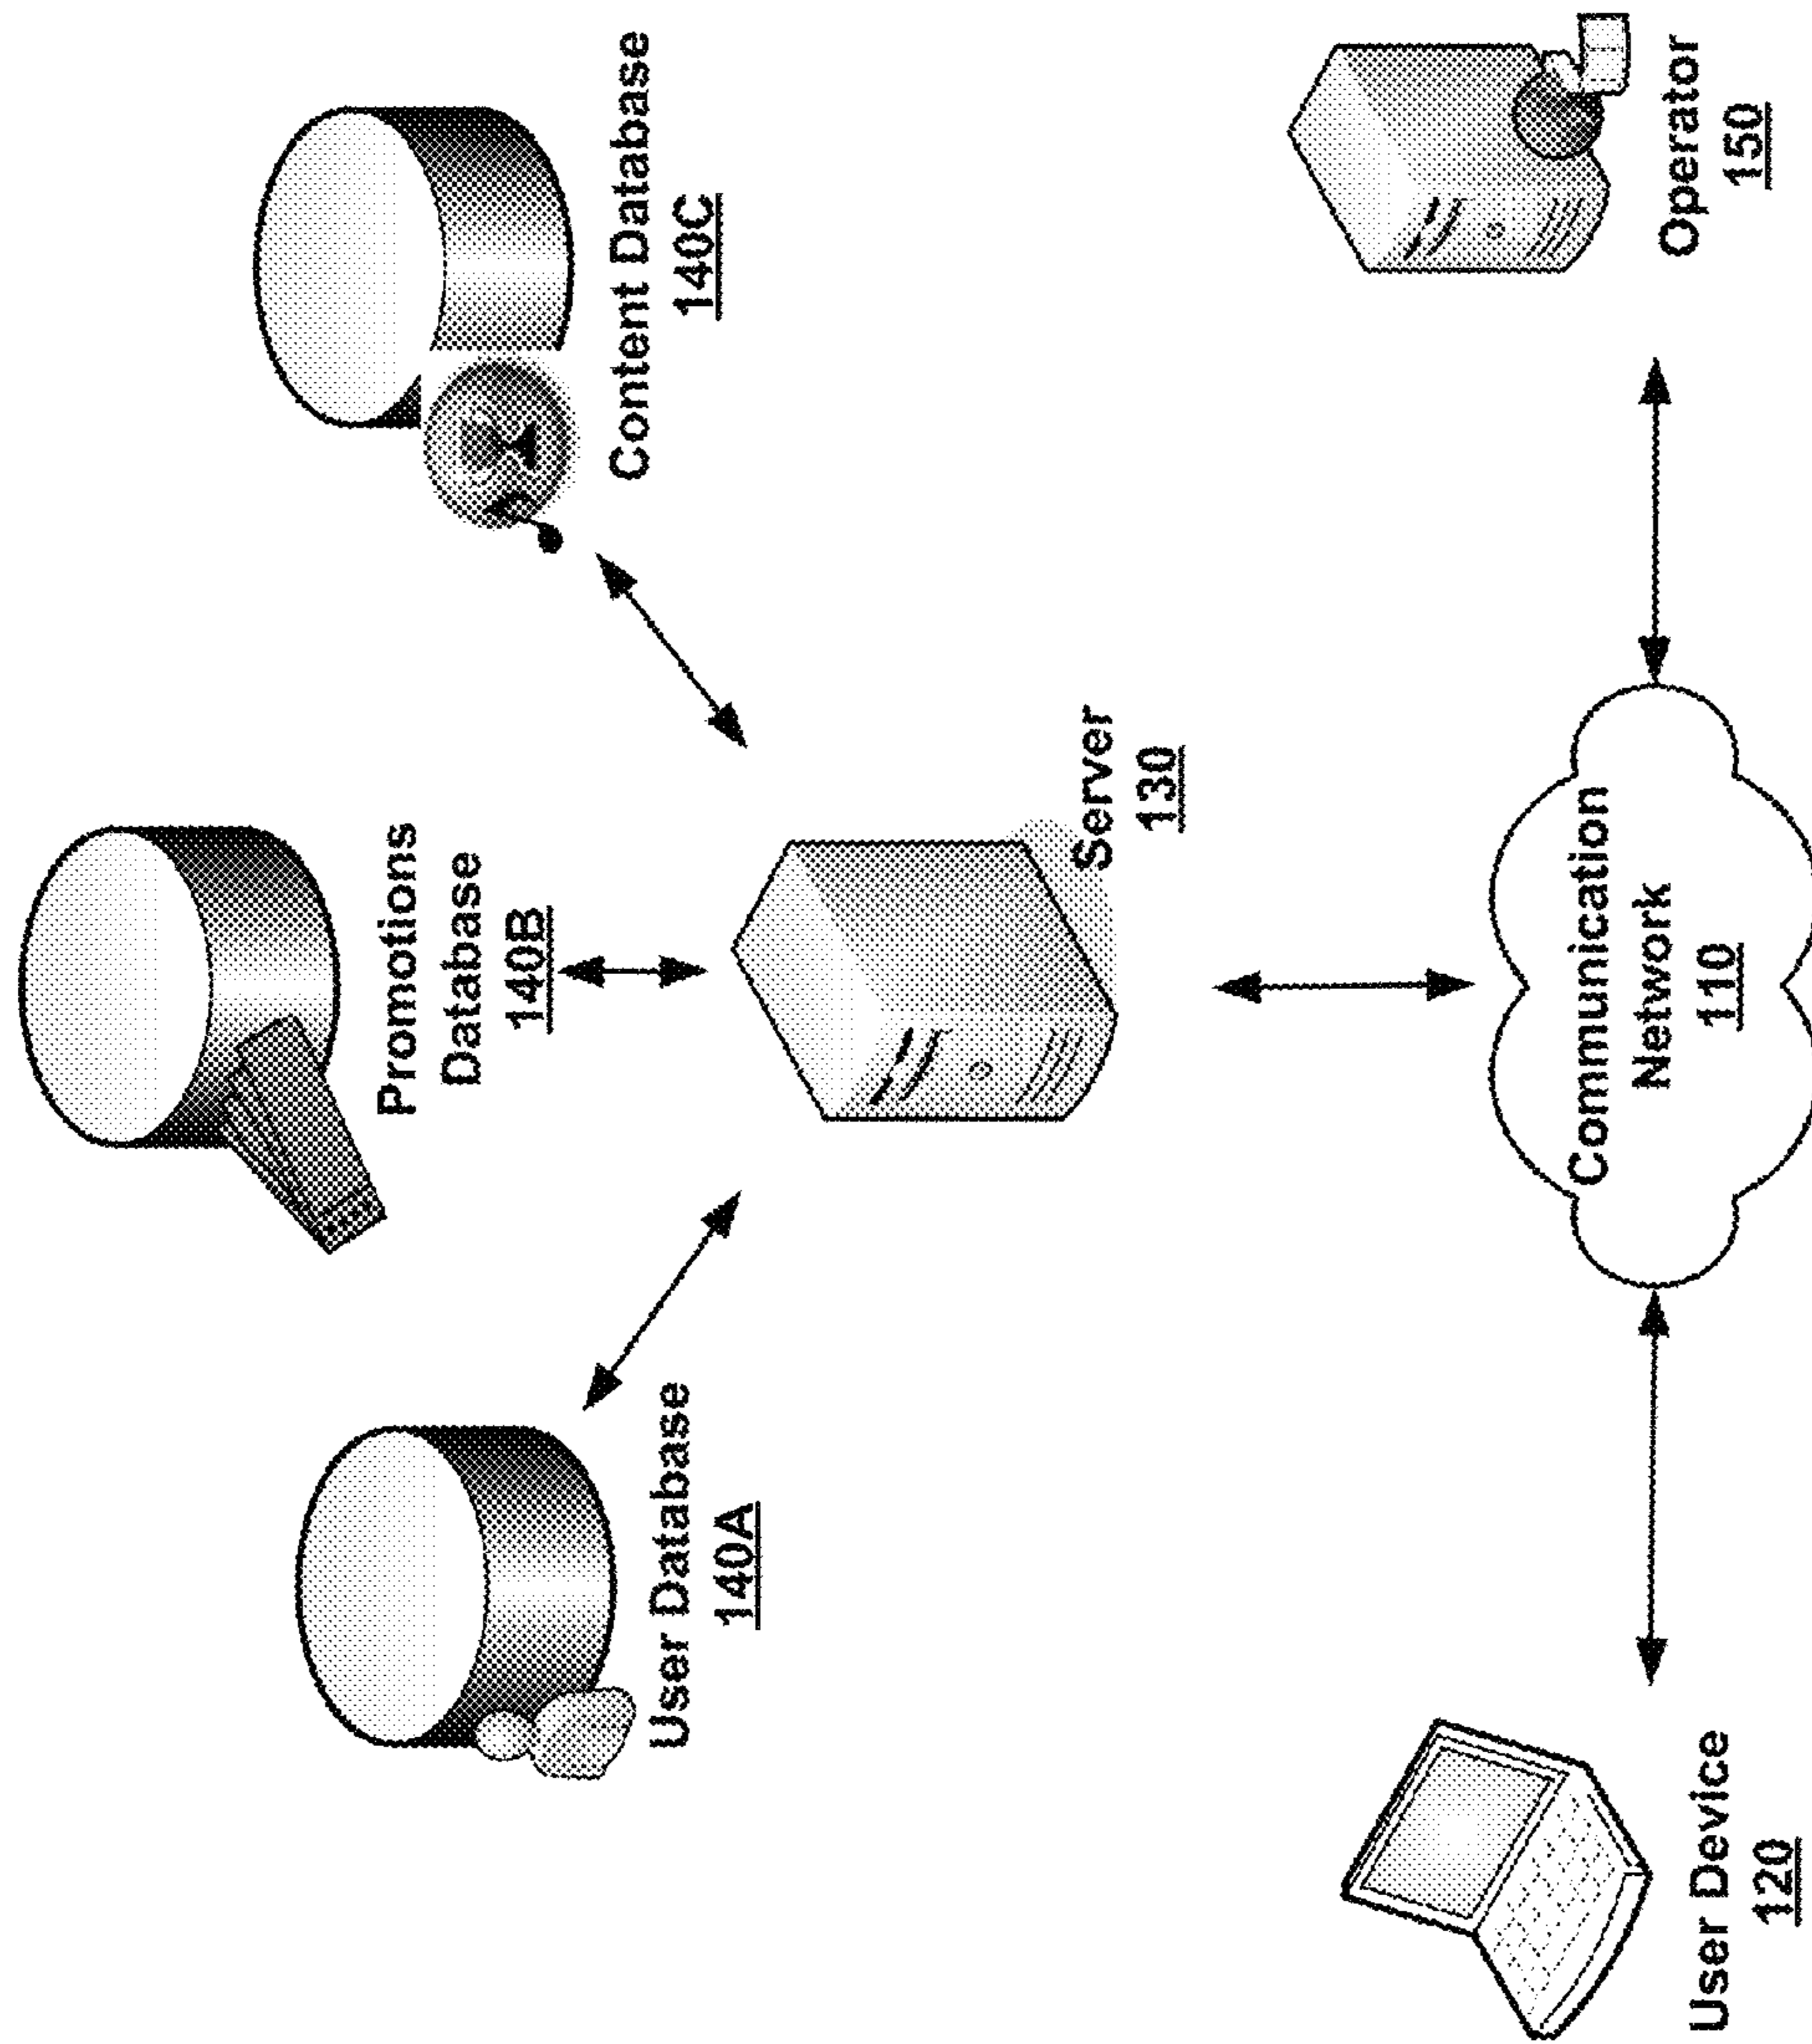 Promotions
Database
140B
User Database
140A
Content Database
140C
Server
130
User Device
120
Communication
Network
110
Operator
150